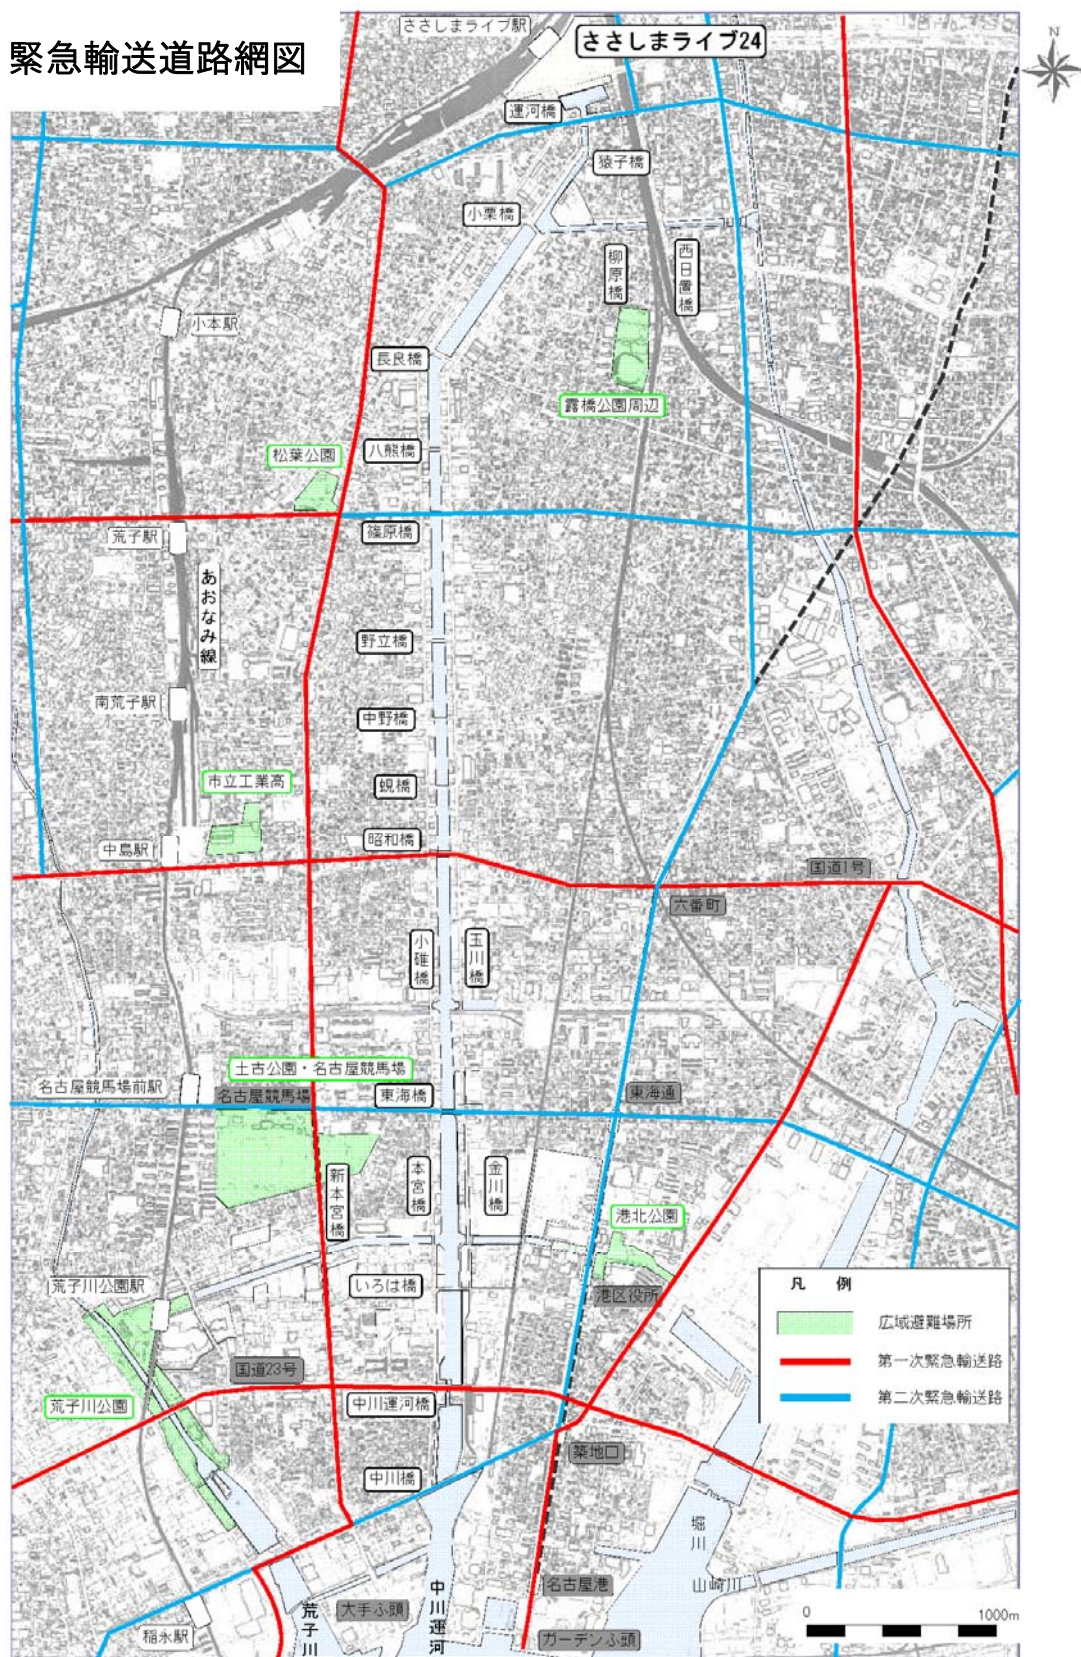 緊急輸送道路網図
ささしまライブ駅
ささしまライブ24
N
運河橋
猿子橋
小栗橋
柳原橋
西日置橋
小本駅
長良橋
露橋公園周辺
八熊橋
松葉公園
篠原橋
荒子駅
あおなみ線
野立橋
南荒子駅
中野橋
市立工業高
蜆橋
昭和橋
中島駅
国道1号
六番町
小碓橋
玉川橋
土古公園・名古屋競馬場
名古屋競馬場前駅
名古屋競馬場
東海橋
東海通
新本宮橋
本宮橋
金川橋
港北公園
荒子川公園駅
いろは橋
港区役所
凡 例
広域避難場所
第一次緊急輸送路
第二次緊急輸送路
国道23号
荒子川公園
中川運河橋
築地口
中川橋
堀川
名古屋港
山崎川
大手ふ頭
荒子川
中川運河
稲永駅
ガーデンふ頭
0 1000m